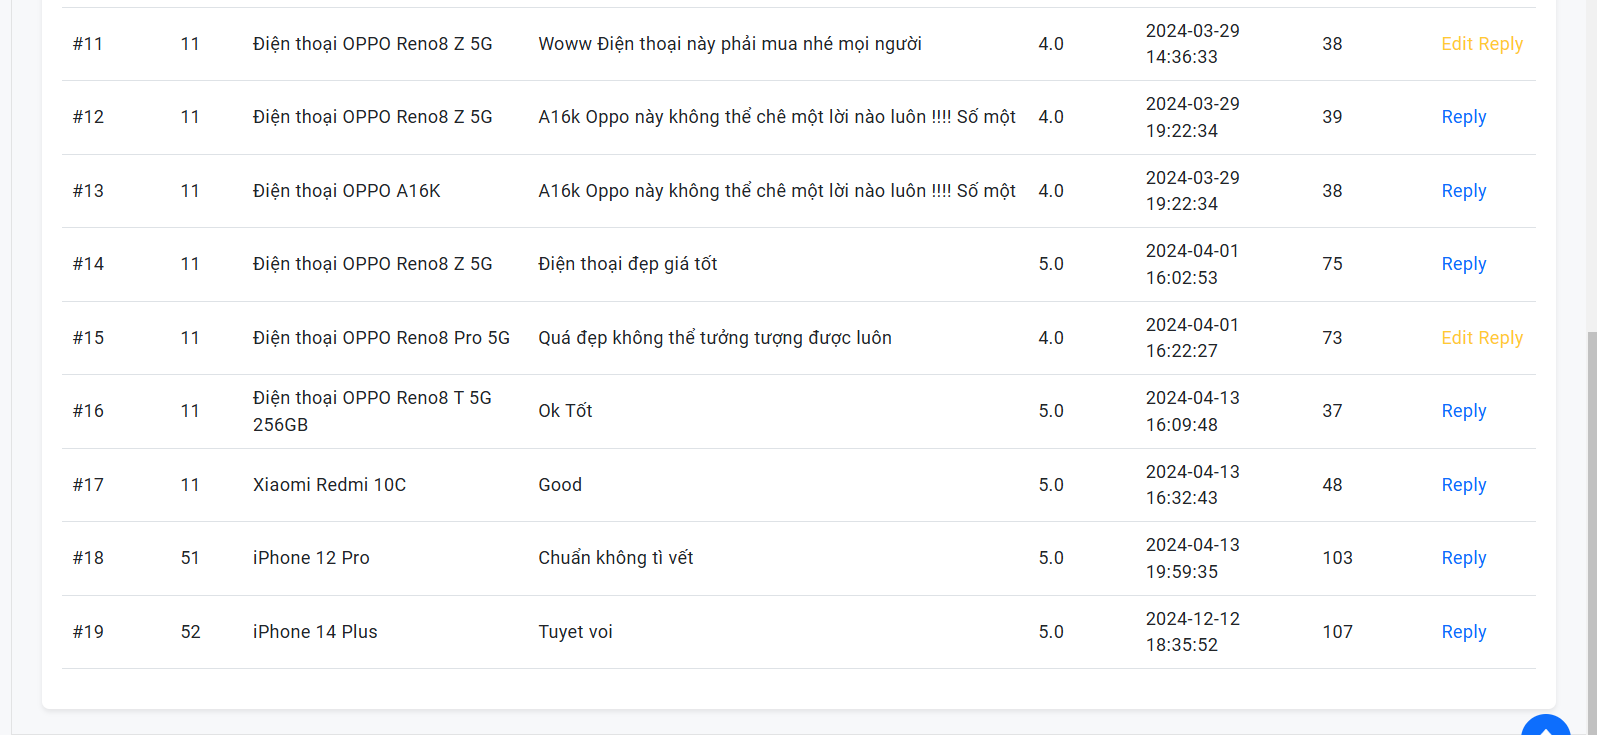 #11 11 Điện thoại OPPO Reno8 Z 5G Woww Điện thoại này phải mua nhé mọi người 4.0 2024-03-29 14:36:33 38 Edit Reply
#12 11 Điện thoại OPPO Reno8 Z 5G A16k Oppo này không thể chê một lời nào luôn !!!! Số một 4.0 2024-03-29 19:22:34 39 Reply
#13 11 Điện thoại OPPO A16K A16k Oppo này không thể chê một lời nào luôn !!!! Số một 4.0 2024-03-29 19:22:34 38 Reply
#14 11 Điện thoại OPPO Reno8 Z 5G Điện thoại đẹp giá tốt 5.0 2024-04-01 16:02:53 75 Reply
#15 11 Điện thoại OPPO Reno8 Pro 5G Quá đẹp không thể tưởng tượng được luôn 4.0 2024-04-01 16:22:27 73 Edit Reply
#16 11 Điện thoại OPPO Reno8 T 5G 256GB Ok Tốt 5.0 2024-04-13 16:09:48 37 Reply
#17 11 Xiaomi Redmi 10C Good 5.0 2024-04-13 16:32:43 48 Reply
#18 51 iPhone 12 Pro Chuẩn không tì vết 5.0 2024-04-13 19:59:35 103 Reply
#19 52 iPhone 14 Plus Tuyet voi 5.0 2024-12-12 18:35:52 107 Reply